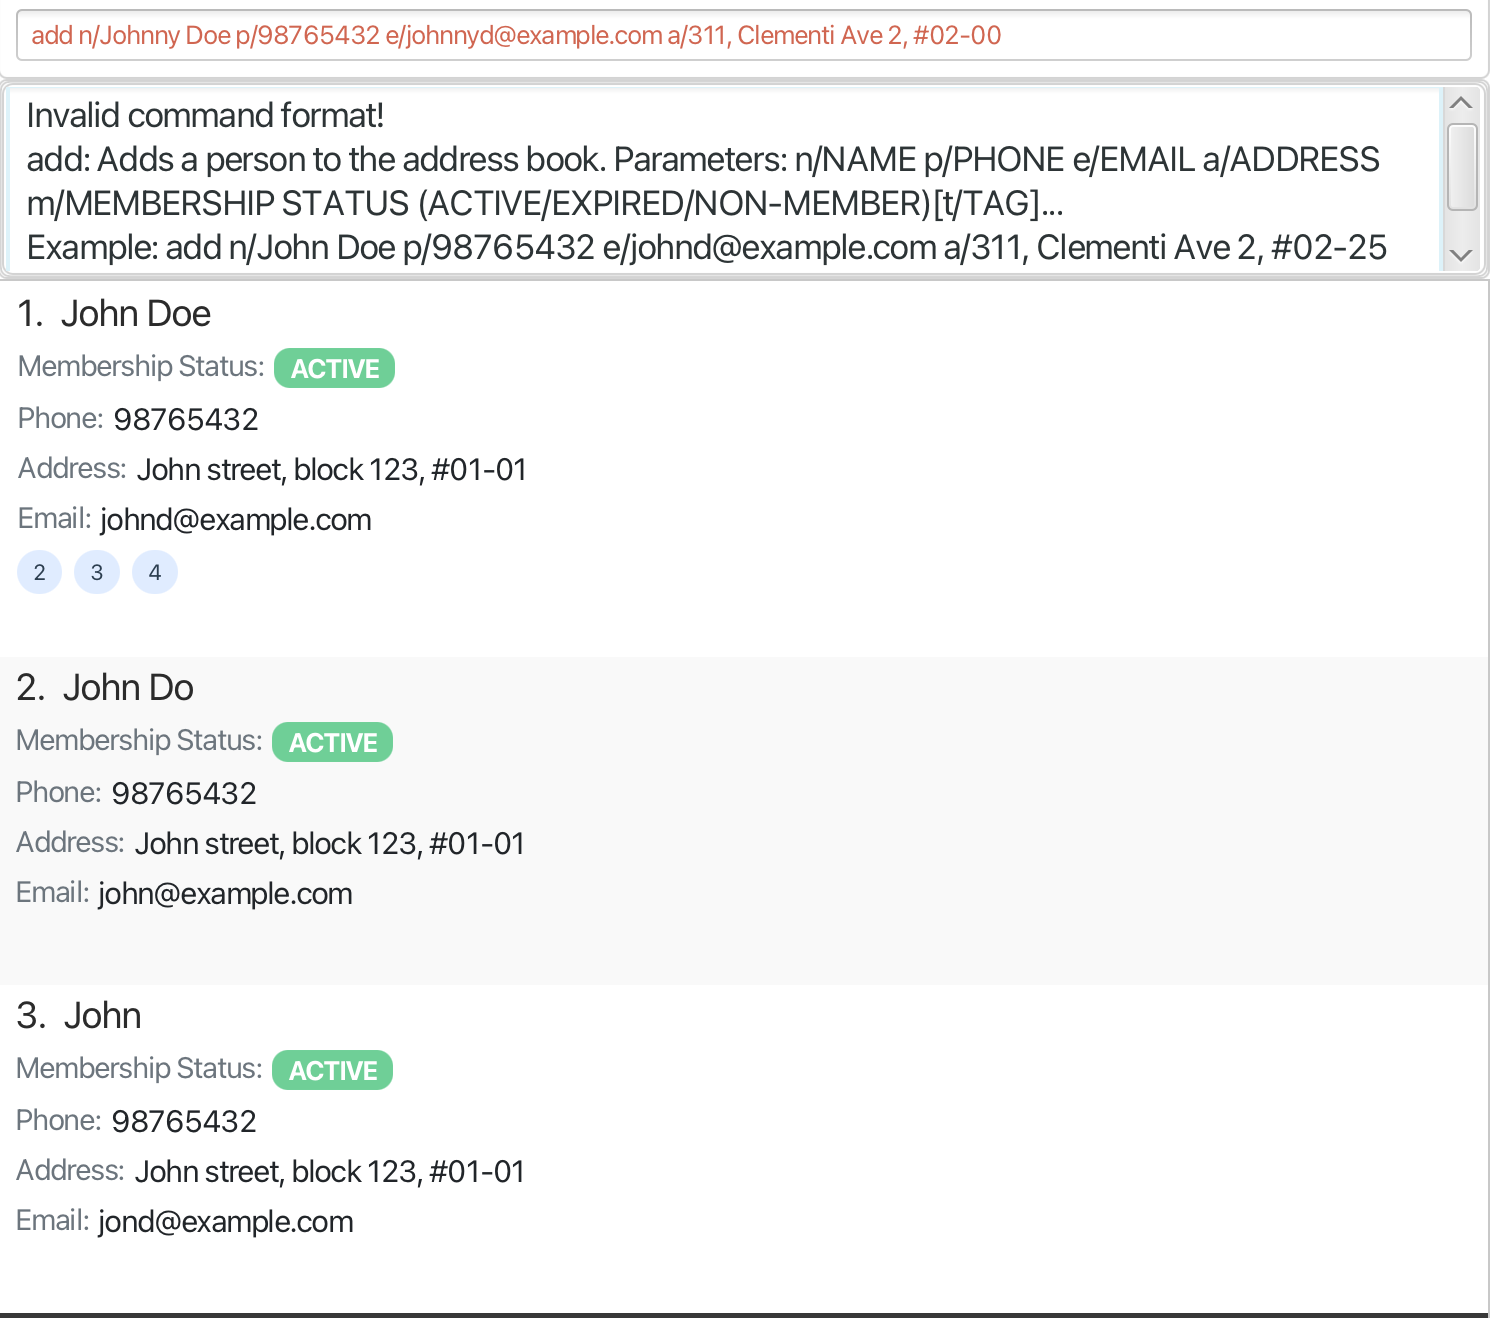 add n/Johnny Doe p/98765432 e/johnnyd@example.com a/311, Clementi Ave 2, #02-00
Invalid command format!
add: Adds a person to the address book. Parameters: n/NAME p/PHONE e/EMAIL a/ADDRESS
m/MEMBERSHIP STATUS (ACTIVE/EXPIRED/NON-MEMBER)[t/TAG]...
Example: add n/John Doe p/98765432 e/johnd@example.com a/311, Clementi Ave 2, #02-25
1. John Doe
Membership Status: ACTIVE
Phone: 98765432
Address: John street, block 123, #01-01
Email: johnd@example.com
2 3 4
2. John Do
Membership Status: ACTIVE
Phone: 98765432
Address: John street, block 123, #01-01
Email: john@example.com
3. John
Membership Status: ACTIVE
Phone: 98765432
Address: John street, block 123, #01-01
Email: jond@example.com